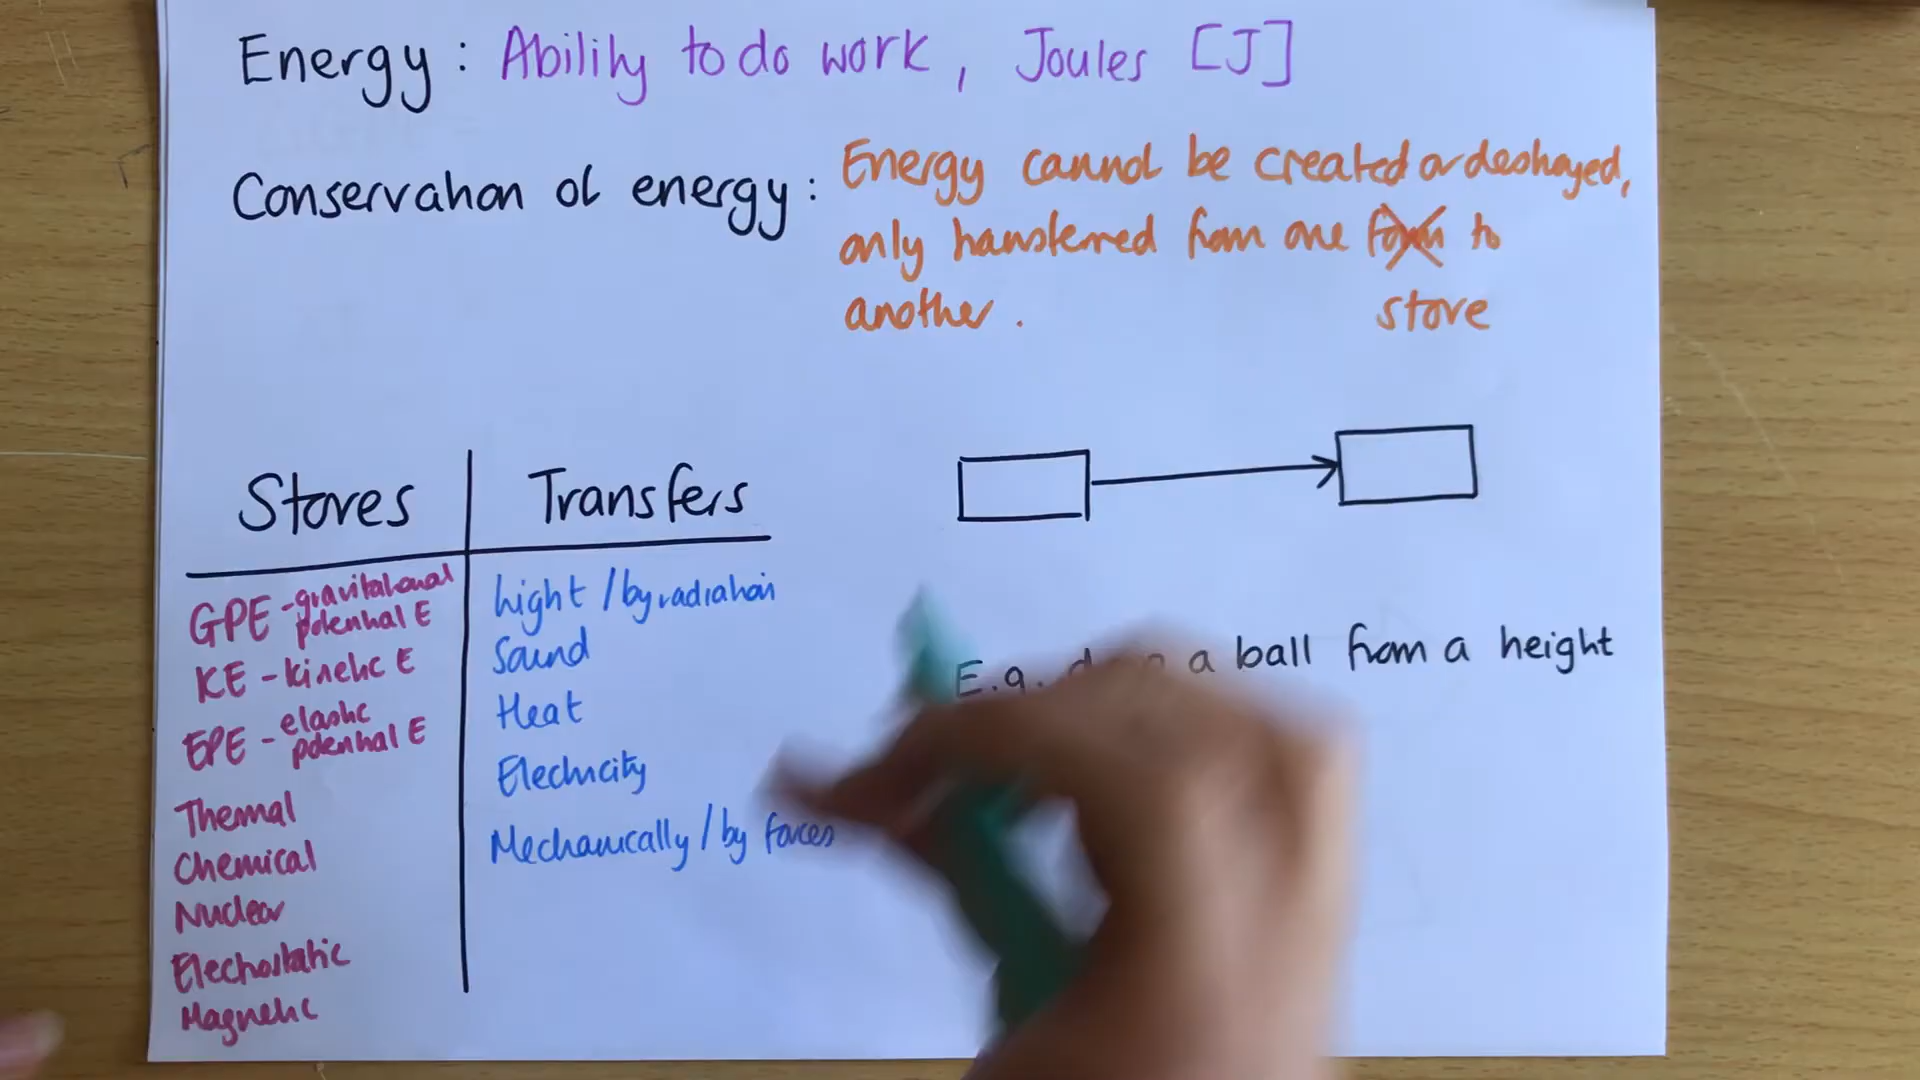 Energy: Ability to do work, Joules [J]
Conservation of energy: Energy cannot be created or destroyed,
only transferred from one form to
another. store
Stores
GPE - gravitational
potential E
KE - kinetic E
EPE - elastic
potential E
Thermal
Chemical
Nuclear
Electrostatic
Magnetic
Transfers
Light / by radiation
Sound
Heat
Electricity
Mechanically / by forces
E.g. a ball from a height